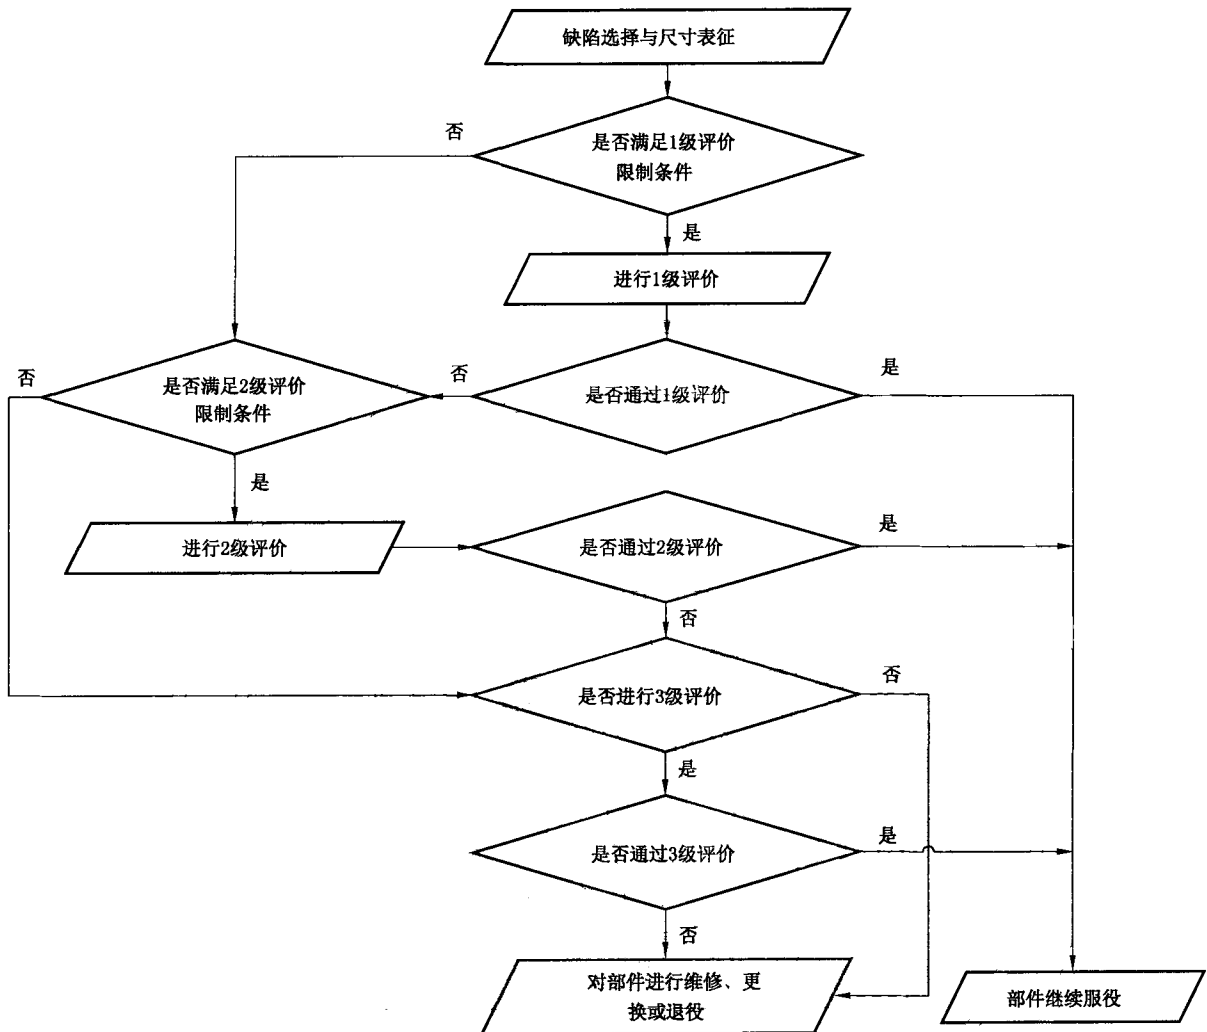 缺陷选择与尺寸表征
否
是否满足1级评价
限制条件
是
进行1级评价
否
是否满足2级评价
限制条件
否
是否通过1级评价
是
是
进行2级评价
是否通过2级评价
是
否
是否进行3级评价
否
是
是否通过3级评价
是
否
对部件进行维修、更
换或退役
部件继续服役